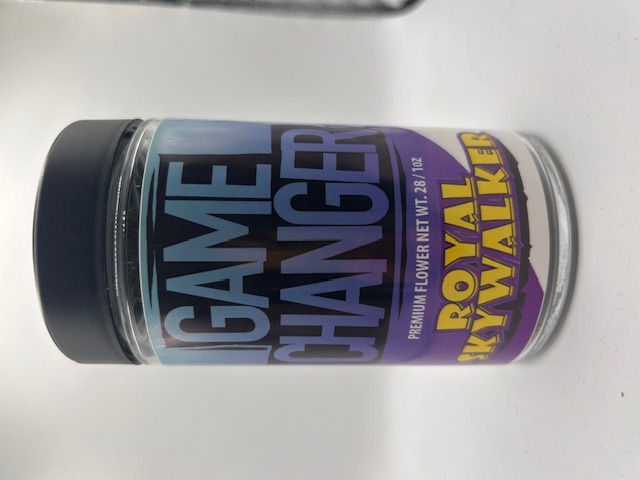 GAME
CHANGER
PREMIUM FLOWER NET WT. 28 / 1oz
ROYAL
SKYWALKER